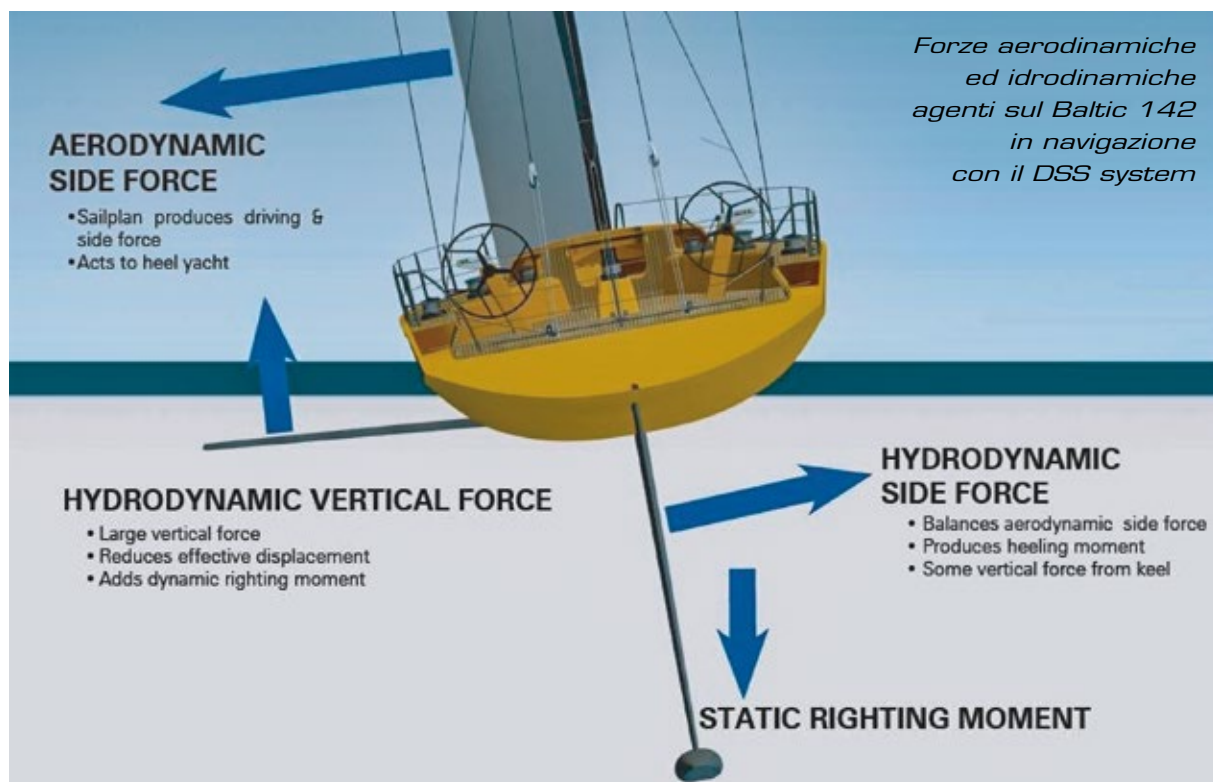 Forze aerodinamiche
ed idrodinamiche
agenti sul Baltic 142
in navigazione
con il DSS system
AERODYNAMIC
SIDE FORCE
•Sailplan produces driving &
side force
•Acts to heel yacht
HYDRODYNAMIC VERTICAL FORCE
• Large vertical force
• Reduces effective displacement
• Adds dynamic righting moment
HYDRODYNAMIC
SIDE FORCE
• Balances aerodynamic side force
• Produces heeling moment
• Some vertical force from keel
STATIC RIGHTING MOMENT